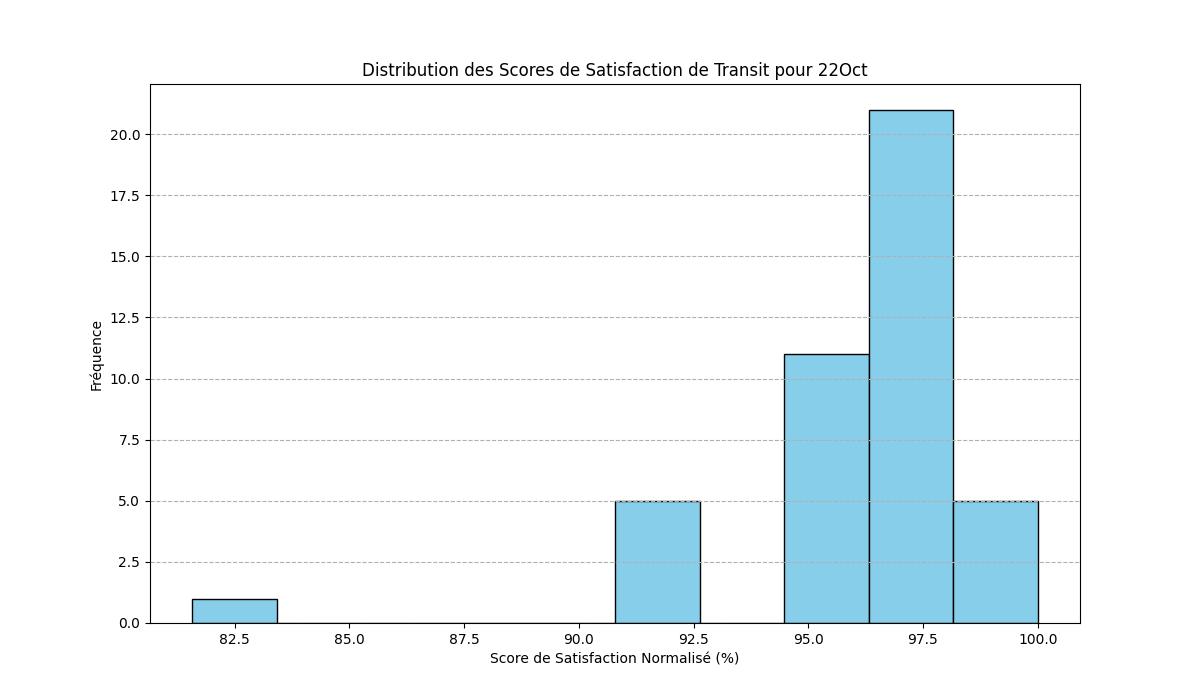 Distribution des Scores de Satisfaction de Transit pour 22Oct
Fréquence
20.0
17.5
15.0
12.5
10.0
7.5
5.0
2.5
0.0
82.5 85.0 87.5 90.0 92.5 95.0 97.5 100.0
Score de Satisfaction Normalisé (%)